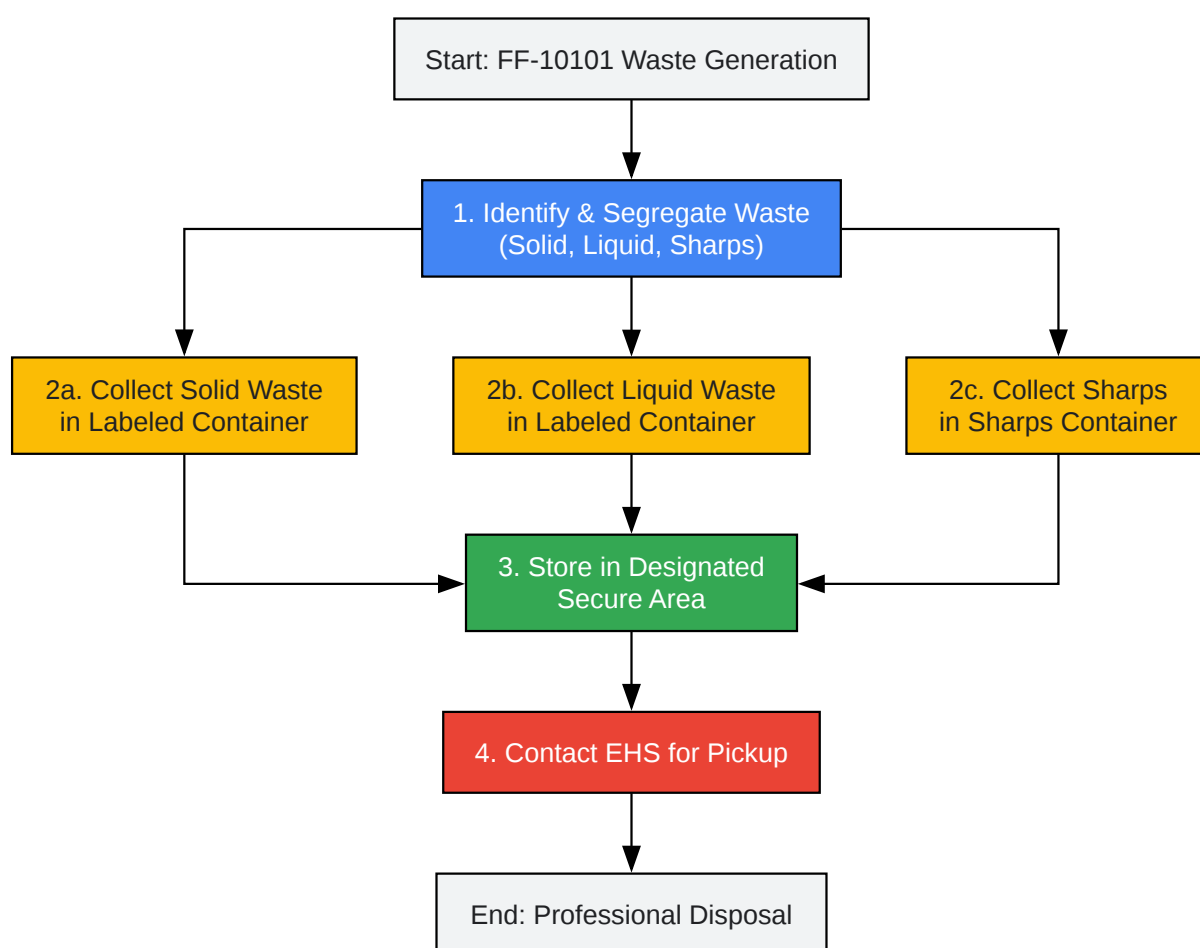 Start: FF-10101 Waste Generation
1. Identify & Segregate Waste
(Solid, Liquid, Sharps)
2a. Collect Solid Waste
in Labeled Container
2b. Collect Liquid Waste
in Labeled Container
2c. Collect Sharps
in Sharps Container
3. Store in Designated
Secure Area
4. Contact EHS for Pickup
End: Professional Disposal